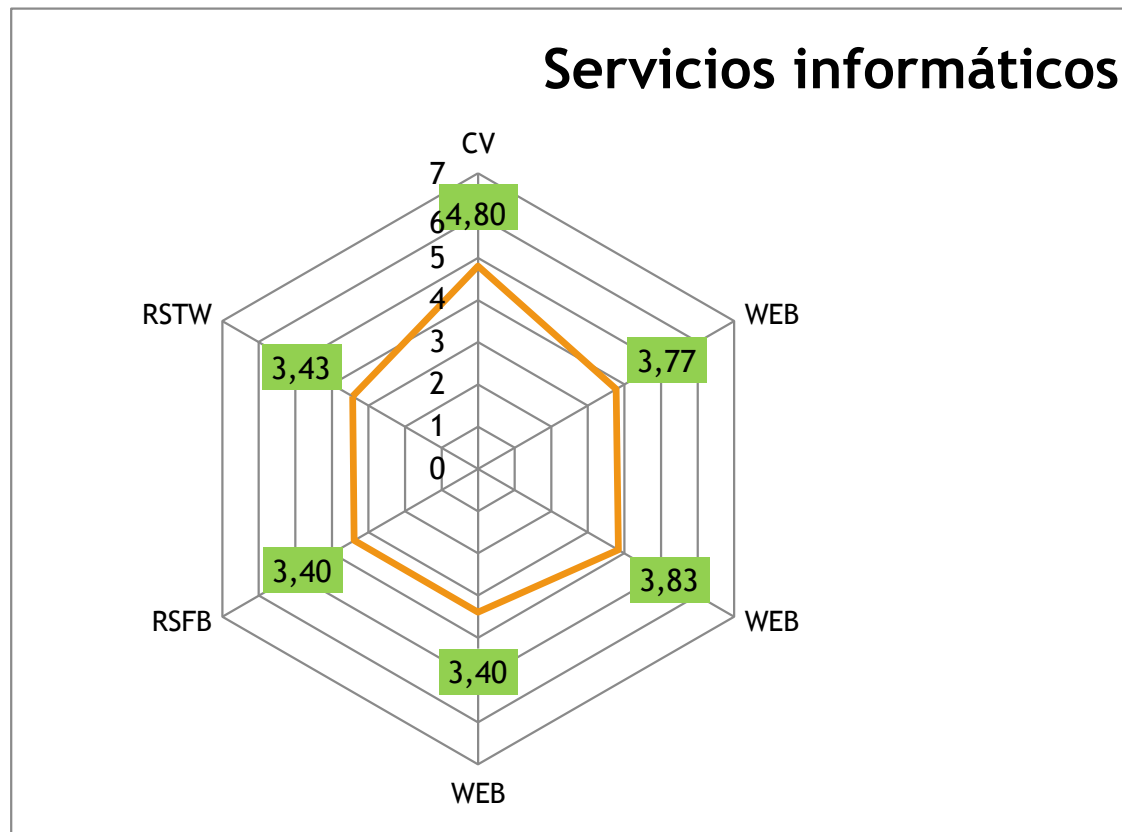 Servicios informáticos
CV
7
4,80
6
5
4
WEB
RSTW
3
3,77
3,43
2
1
0
3,40
3,83
RSFB
WEB
3,40
WEB